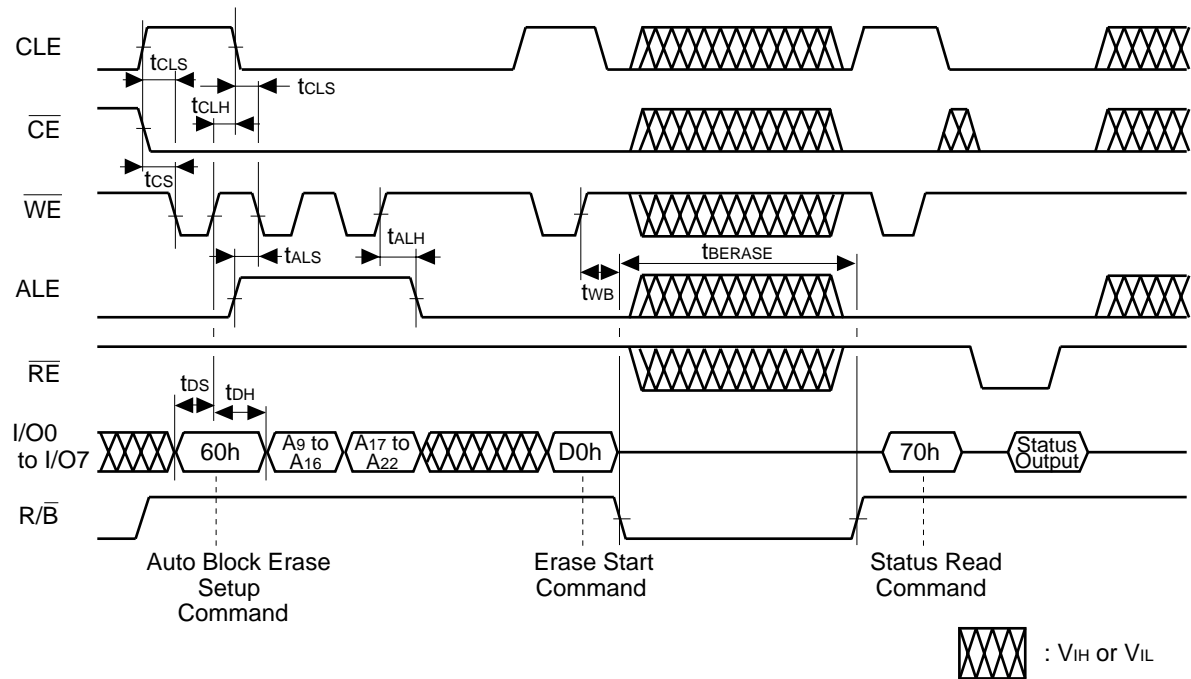 CLE
tCLS
tCLS
tCLH
CE
tCS
WE
tALS
tALH
tBERASE
tWB
ALE
RE
tDS
tDH
I/O0
to I/O7
60h
A9 to
A16
A17 to
A22
D0h
70h
Status
Output
R/B
Auto Block Erase
Setup
Command
Erase Start
Command
Status Read
Command
: VIH or VIL